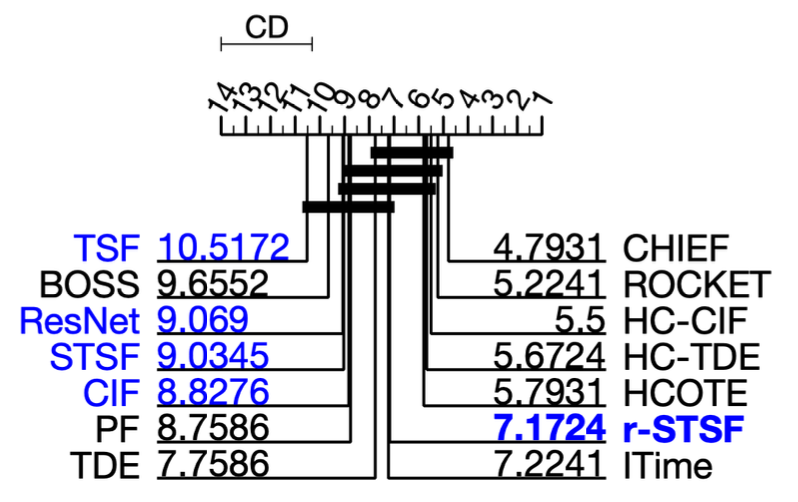 CD
14 13 12 11 10 9 8 7 6 5 4 3 2 1
TSF 10.5172 4.7931 CHIEF
BOSS 9.6552 5.2241 ROCKET
ResNet 9.069 5.5 HC-CIF
STSF 9.0345 5.6724 HC-TDE
CIF 8.8276 5.7931 HCOTE
PF 8.7586 7.1724 r-STSF
TDE 7.7586 7.2241 ITime